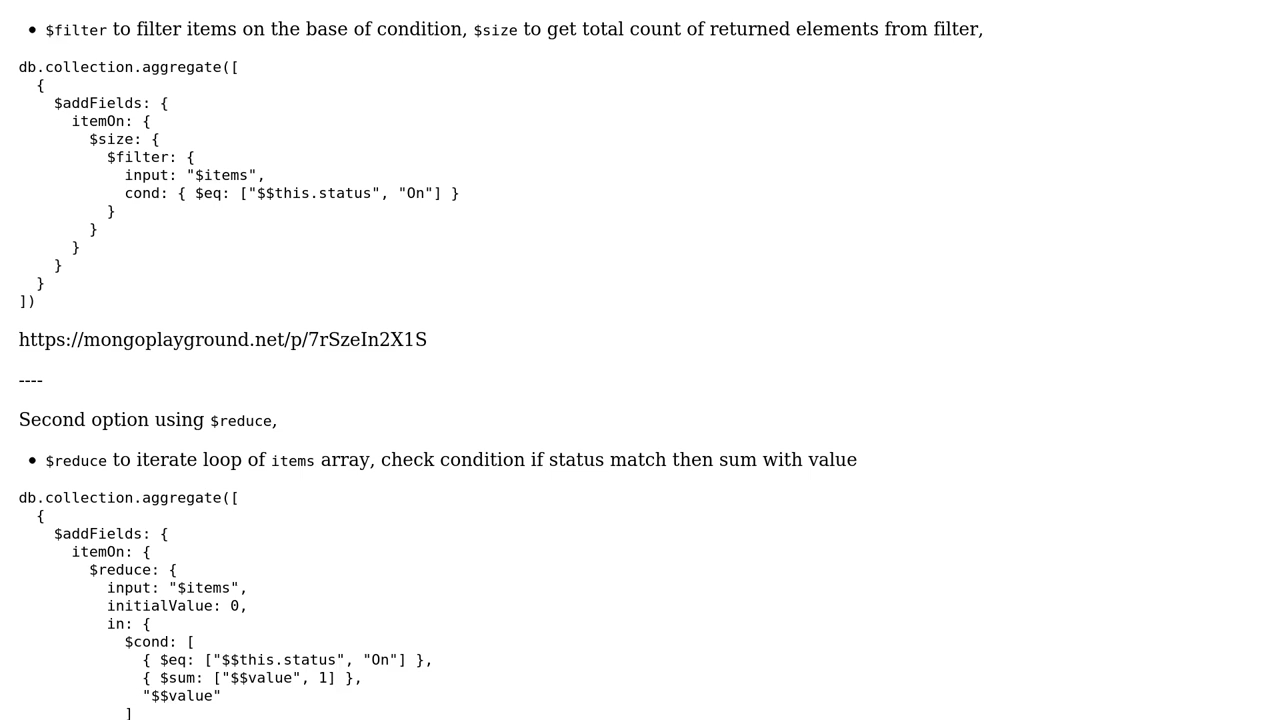 • $filter to filter items on the base of condition, $size to get total count of returned elements from filter,
db.collection.aggregate([
  {
    $addFields: {
      itemOn: {
        $size: {
          $filter: {
            input: "$items",
            cond: { $eq: ["$$this.status", "On"] }
          }
        }
      }
    }
  }
])
https://mongoplayground.net/p/7rSzeIn2X1S
----
Second option using $reduce,
• $reduce to iterate loop of items array, check condition if status match then sum with value
db.collection.aggregate([
  {
    $addFields: {
      itemOn: {
        $reduce: {
          input: "$items",
          initialValue: 0,
          in: {
            $cond: [
              { $eq: ["$$this.status", "On"] },
              { $sum: ["$$value", 1] },
              "$$value"
            ]